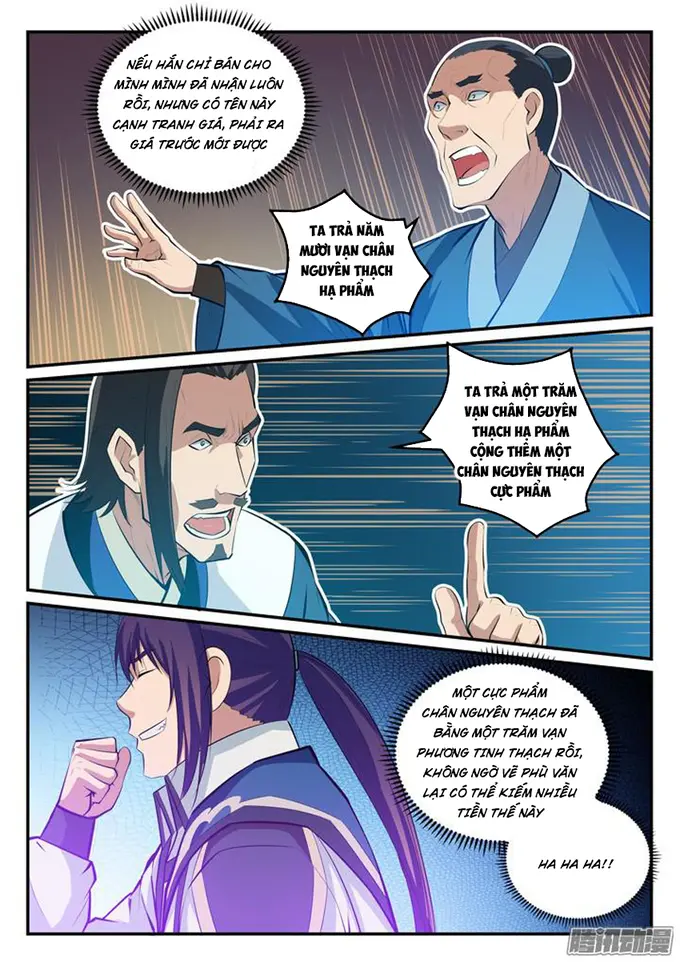 NẾU HẮN CHỈ BÁN CHO
MÌNH MÌNH ĐÃ NHẬN LUÔN
RỒI, NHƯNG CÓ TÊN NÀY
CẠNH TRANH GIÁ, PHẢI RA
GIÁ TRƯỚC MỚI ĐƯỢC
TA TRẢ NĂM
MƯƠI VẠN CHÂN
NGUYÊN THẠCH
HẠ PHẨM
TA TRẢ MỘT TRĂM
VẠN CHÂN NGUYÊN
THẠCH HẠ PHẨM
CỘNG THÊM MỘT
CHÂN NGUYÊN THẠCH
CỰC PHẨM
MỘT CỰC PHẨM
CHÂN NGUYÊN THẠCH ĐÃ
BẰNG MỘT TRĂM VẠN
PHƯƠNG TINH THẠCH RỒI,
KHÔNG NGỜ VẼ PHÙ VĂN
LẠI CÓ THỂ KIẾM NHIỀU
TIỀN THẾ NÀY
HA HA HA!!
腾讯动漫